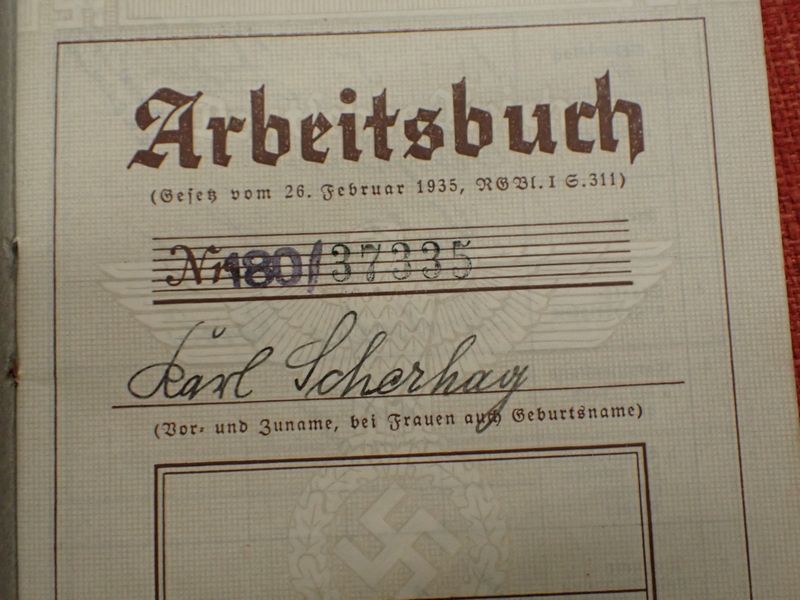 Arbeitsbuch
(Gesetz vom 26. Februar 1935, RGBl. I S.311)
Nr. 180/37335
Karl Scherhag
(Vor- und Zuname, bei Frauen auch Geburtsname)